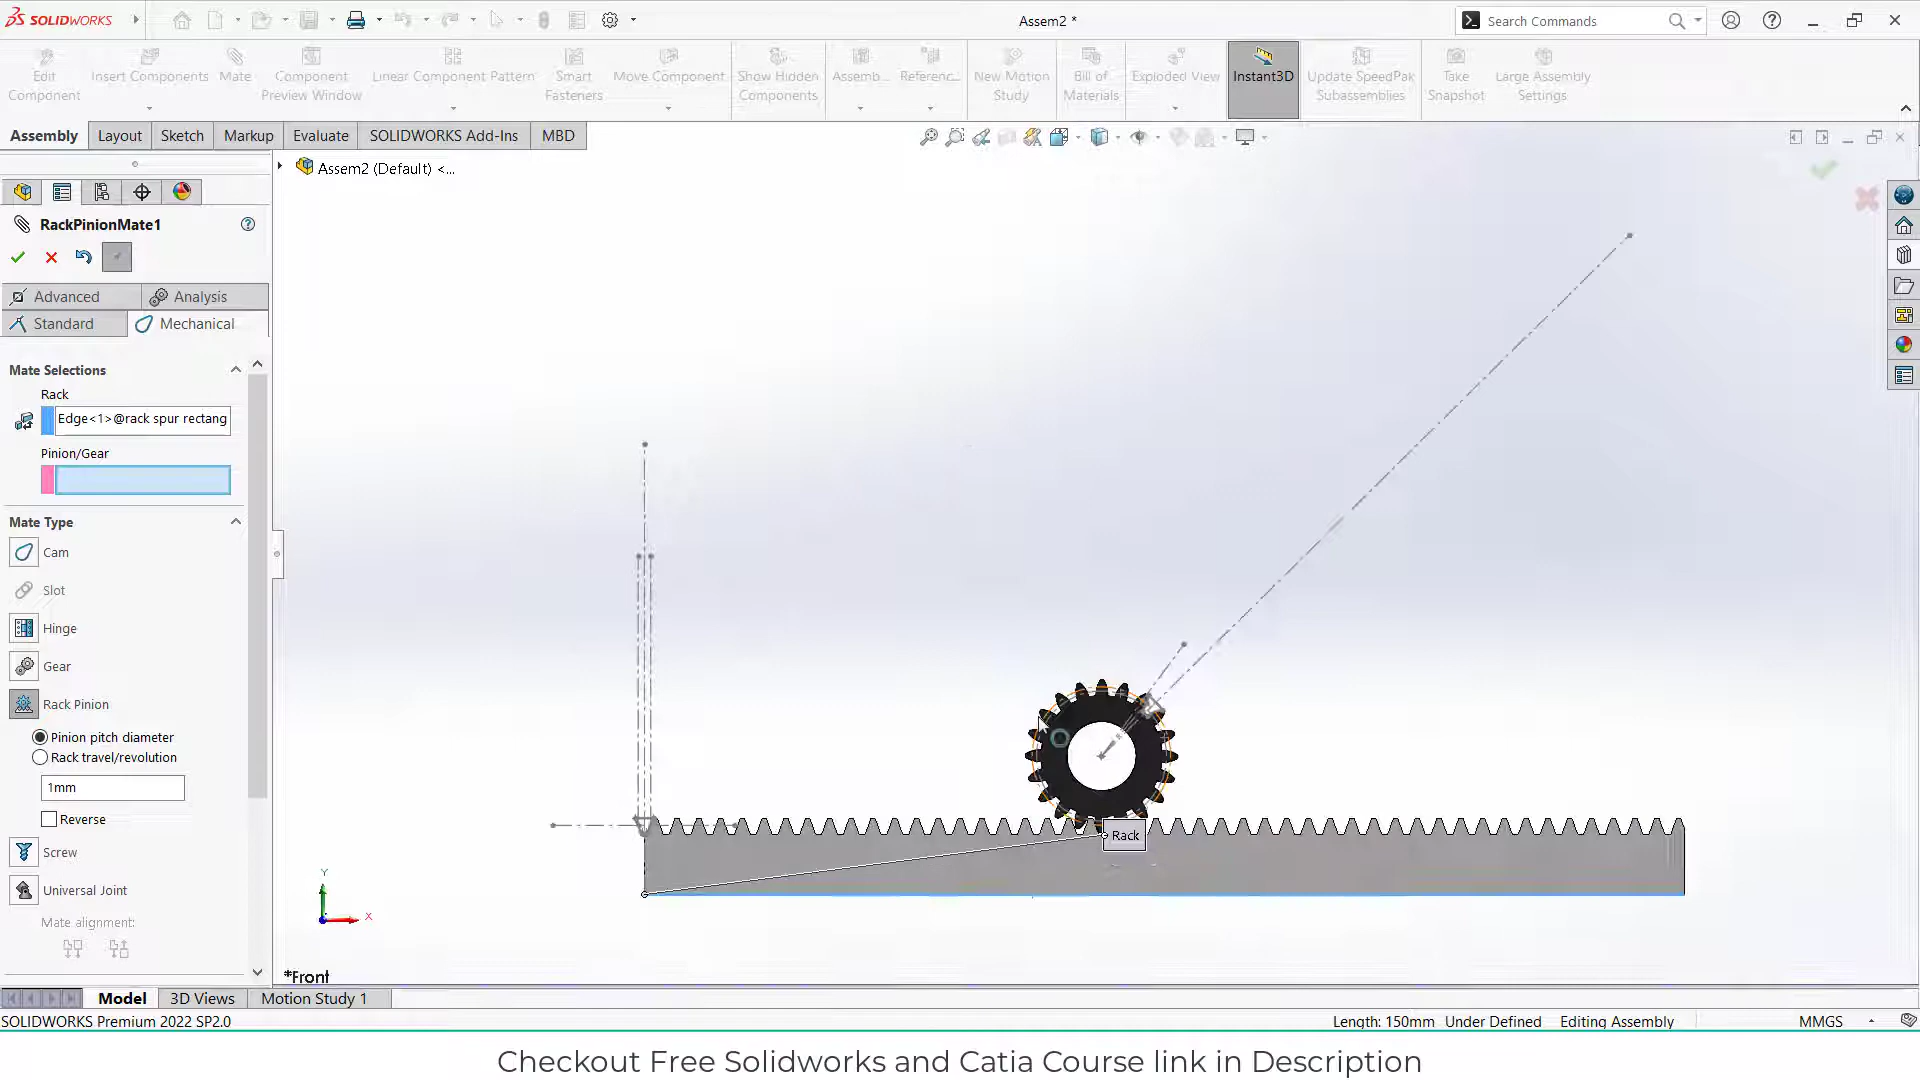 SOLIDWORKS
Assem2 *
Search Commands
Edit Component
Insert Components
Mate
Component Preview Window
Linear Component Pattern
Smart Fasteners
Move Component
Show Hidden Components
Assemb...
Referenc...
New Motion Study
Bill of Materials
Exploded View
Instant3D
Update SpeedPak Subassemblies
Take Snapshot
Large Assembly Settings
Assembly
Layout
Sketch
Markup
Evaluate
SOLIDWORKS Add-Ins
MBD
Assem2 (Default) <...
RackPinionMate1
Advanced
Analysis
Standard
Mechanical
Mate Selections
Rack
Edge<1>@rack spur rectang
Pinion/Gear
Mate Type
Cam
Slot
Hinge
Gear
Rack Pinion
Pinion pitch diameter
Rack travel/revolution
1mm
Reverse
Screw
Universal Joint
Mate alignment:
Rack
Y
X
*Front
Model
3D Views
Motion Study 1
SOLIDWORKS Premium 2022 SP2.0
Length: 150mm
Under Defined
Editing Assembly
MMGS
Checkout Free Solidworks and Catia Course link in Description